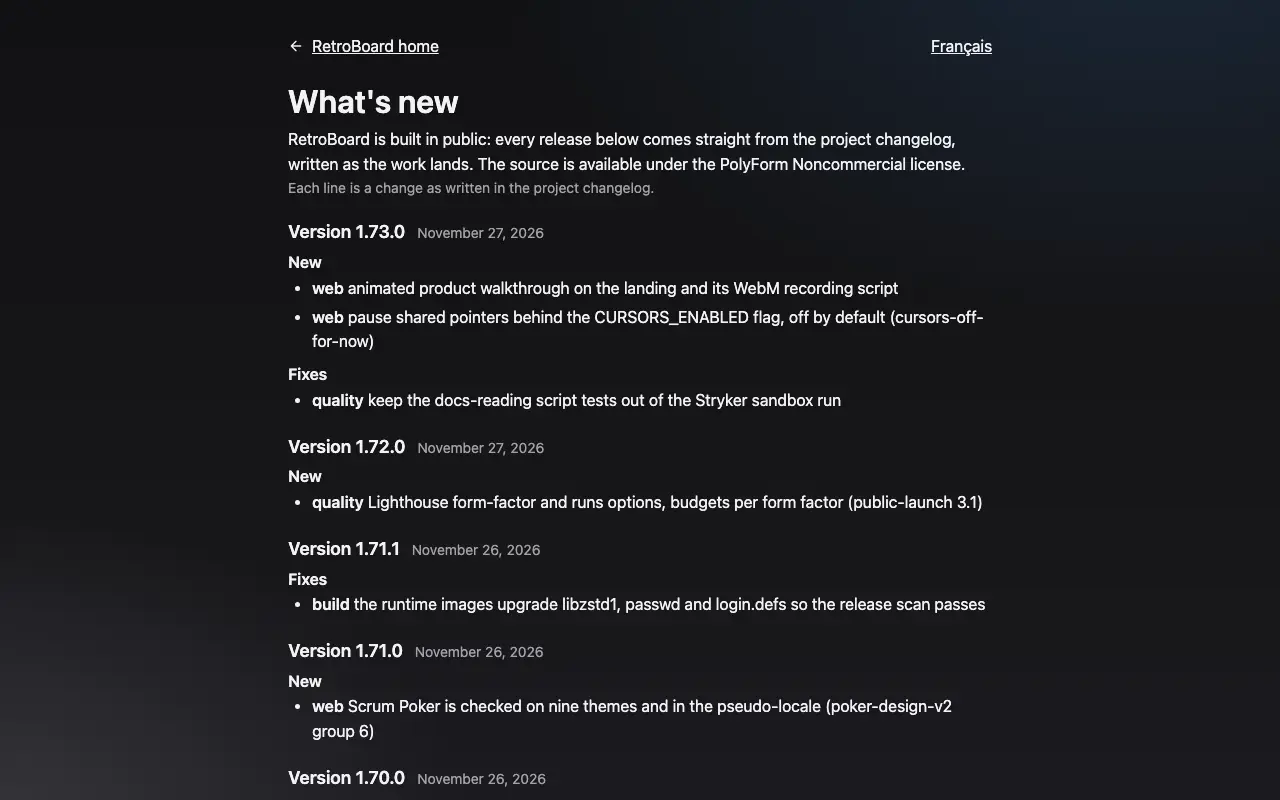 ← RetroBoard home
Français
What's new
RetroBoard is built in public: every release below comes straight from the project changelog,
written as the work lands. The source is available under the PolyForm Noncommercial license.
Each line is a change as written in the project changelog.
Version 1.73.0 November 27, 2026
New
• web animated product walkthrough on the landing and its WebM recording script
• web pause shared pointers behind the CURSORS_ENABLED flag, off by default (cursors-off-
for-now)
Fixes
• quality keep the docs-reading script tests out of the Stryker sandbox run
Version 1.72.0 November 27, 2026
New
• quality Lighthouse form-factor and runs options, budgets per form factor (public-launch 3.1)
Version 1.71.1 November 26, 2026
Fixes
• build the runtime images upgrade libzstd1, passwd and login.defs so the release scan passes
Version 1.71.0 November 26, 2026
New
• web Scrum Poker is checked on nine themes and in the pseudo-locale (poker-design-v2
group 6)
Version 1.70.0 November 26, 2026